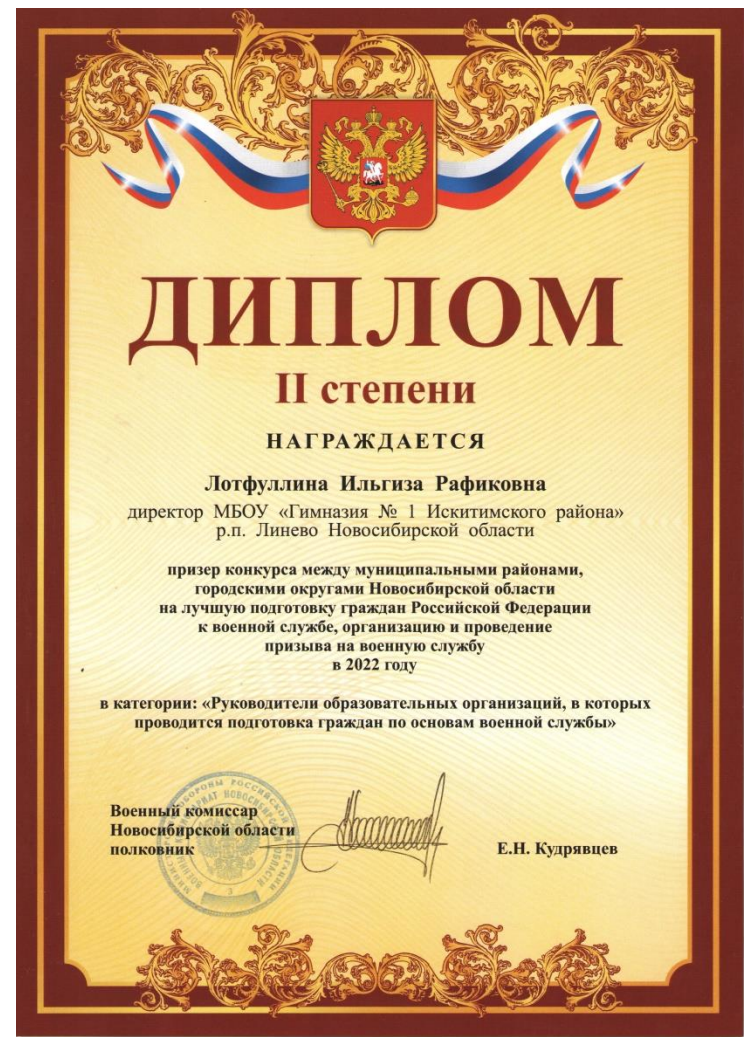 ДИПЛОМ
II степени
НАГРАЖДАЕТСЯ
Лотфуллина Ильгиза Рафиковна
директор МБОУ «Гимназия № 1 Искитимского района»
р.п. Линево Новосибирской области
призер конкурса между муниципальными районами,
городскими округами Новосибирской области
на лучшую подготовку граждан Российской Федерации
к военной службе, организацию и проведение
призыва на военную службу
в 2022 году
в категории: «Руководители образовательных организаций, в которых
проводится подготовка граждан по основам военной службы»
Военный комиссар
Новосибирской области
полковник
Е.Н. Кудрявцев